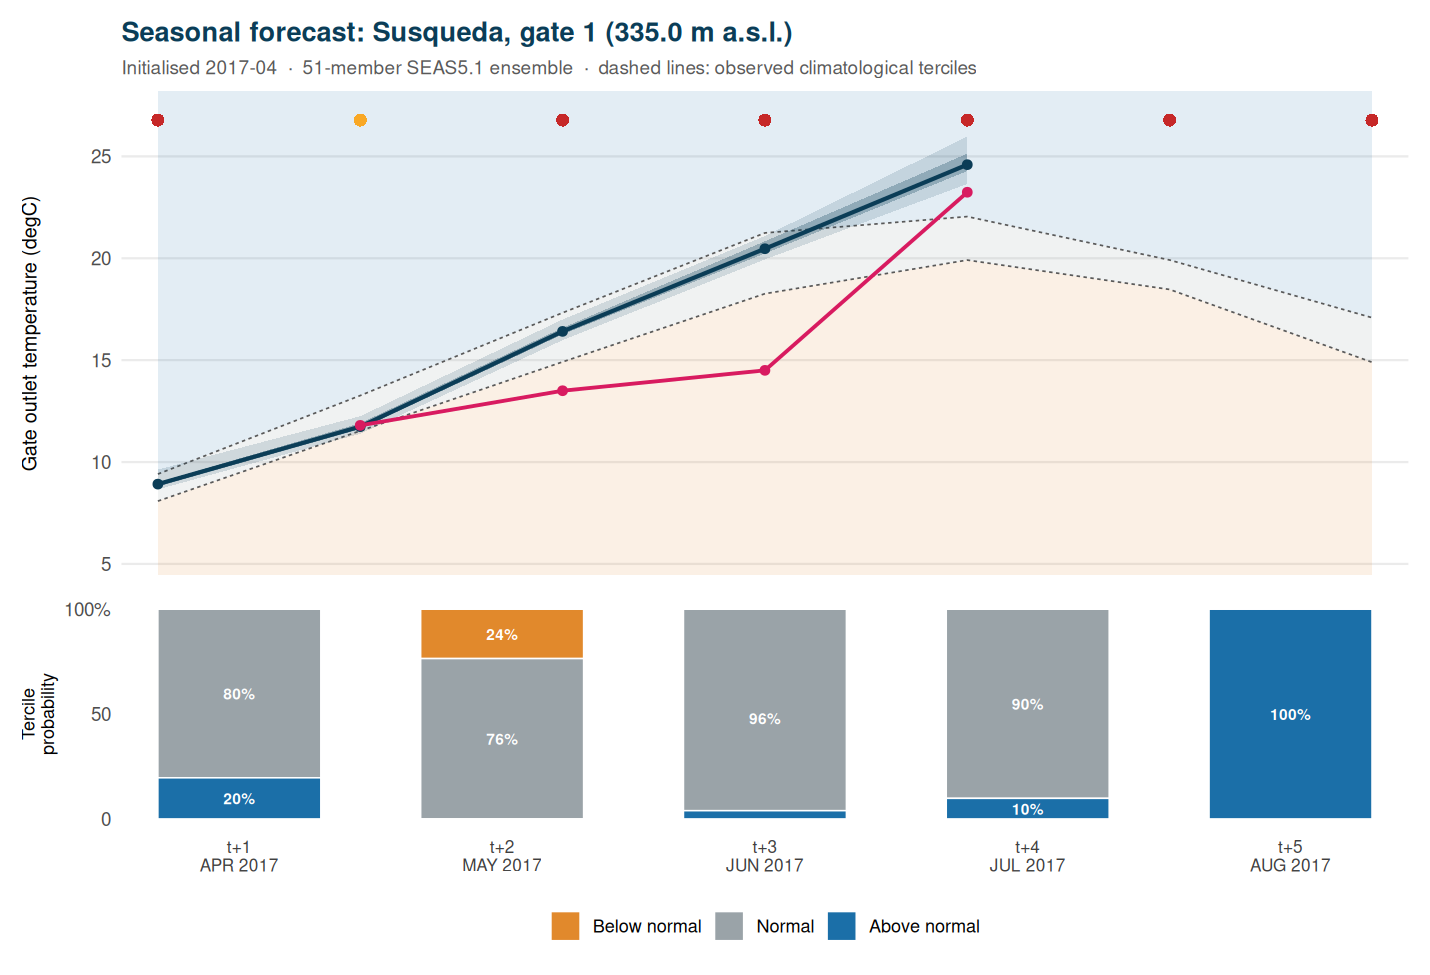 Seasonal forecast: Susqueda, gate 1 (335.0 m a.s.l.)
Initialised 2017-04 · 51-member SEAS5.1 ensemble · dashed lines: observed climatological terciles
Gate outlet temperature (degC)
25
20
15
10
5
Tercile
probability
100%
50
0
80%
20%
24%
76%
96%
90%
10%
100%
t+1
APR 2017
t+2
MAY 2017
t+3
JUN 2017
t+4
JUL 2017
t+5
AUG 2017
Below normal
Normal
Above normal